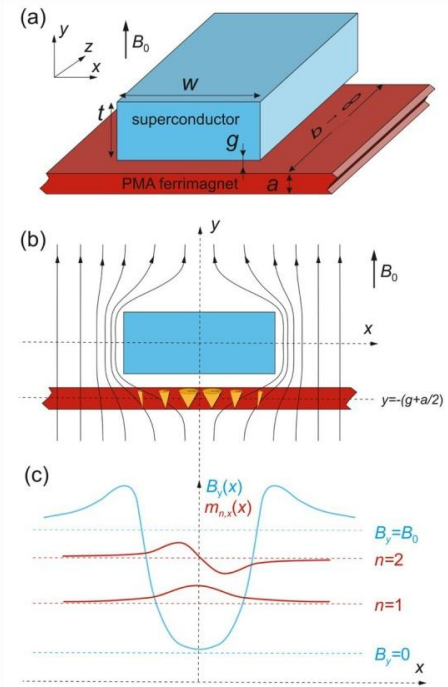 (a)
y
z
x
B0
w
t
superconductor
g
b → ∞
PMA ferrimagnet
a
(b)
y
B0
x
y=-(g+a/2)
(c)
By(x)
mn,x(x)
By=B0
n=2
n=1
By=0
x